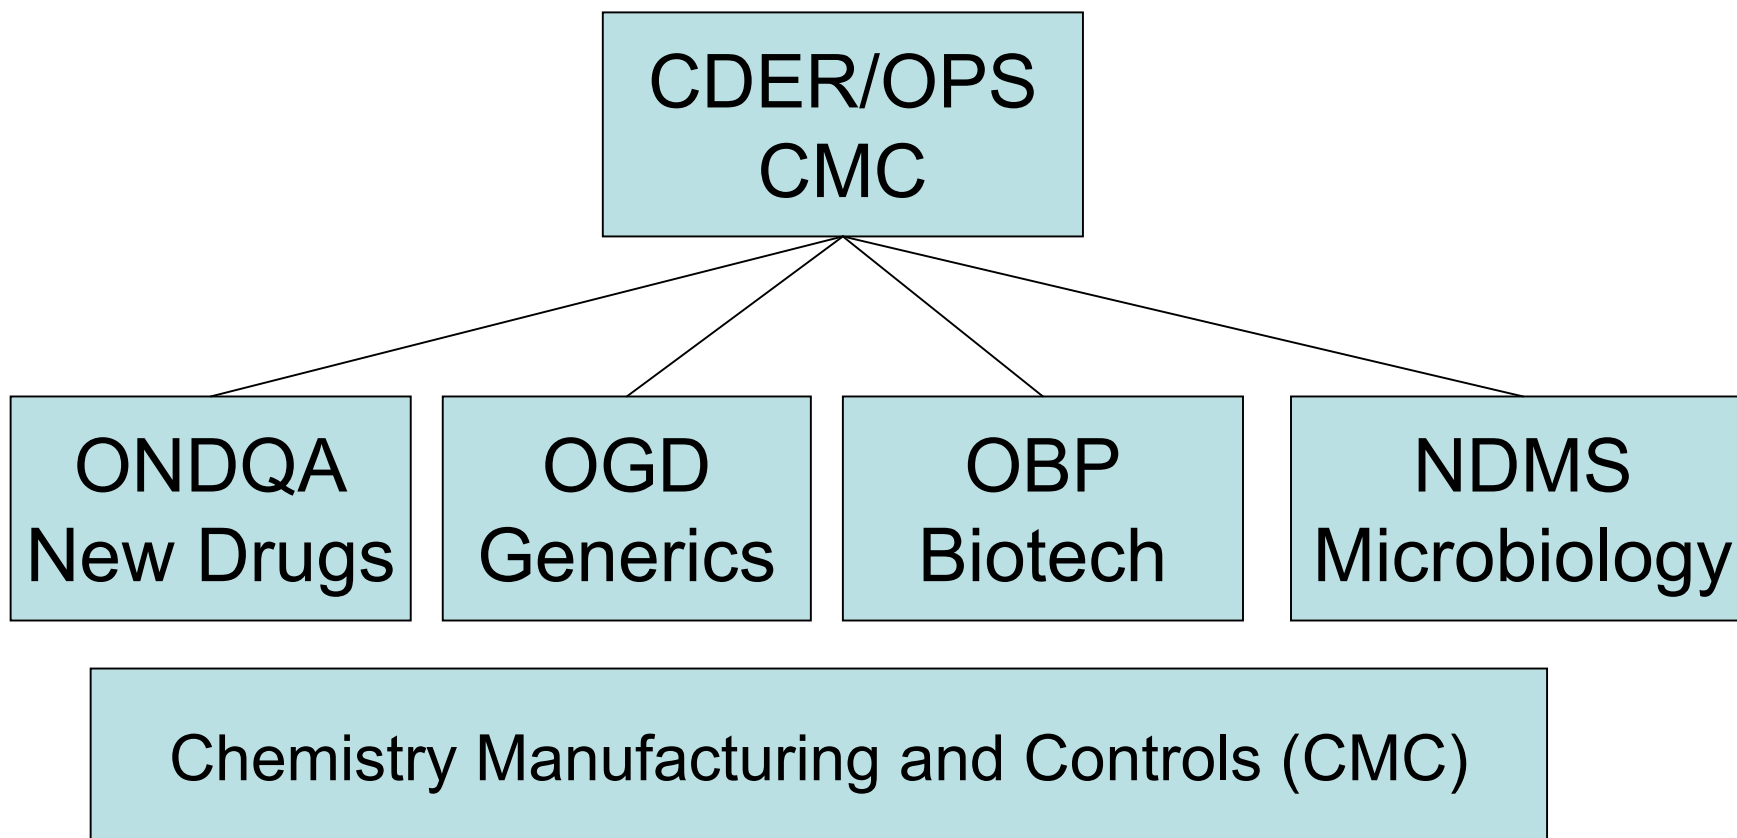 CDER/OPS
CMC
ONDQA
New Drugs
OGD
Generics
OBP
Biotech
NDMS
Microbiology
Chemistry Manufacturing and Controls (CMC)